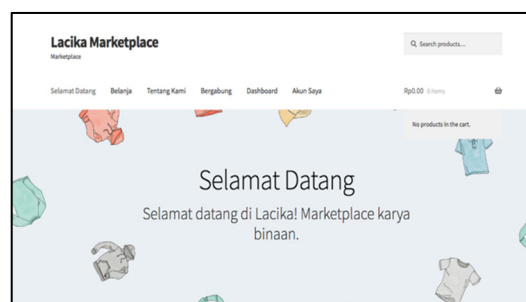 Lacika Marketplace
Marketplace
Search products...
Selamat Datang Belanja Tentang Kami Bergabung Dashboard Akun Saya
Rp0.00 0 items
No products in the cart.
Selamat Datang
Selamat datang di Lacika! Marketplace karya
binaan.